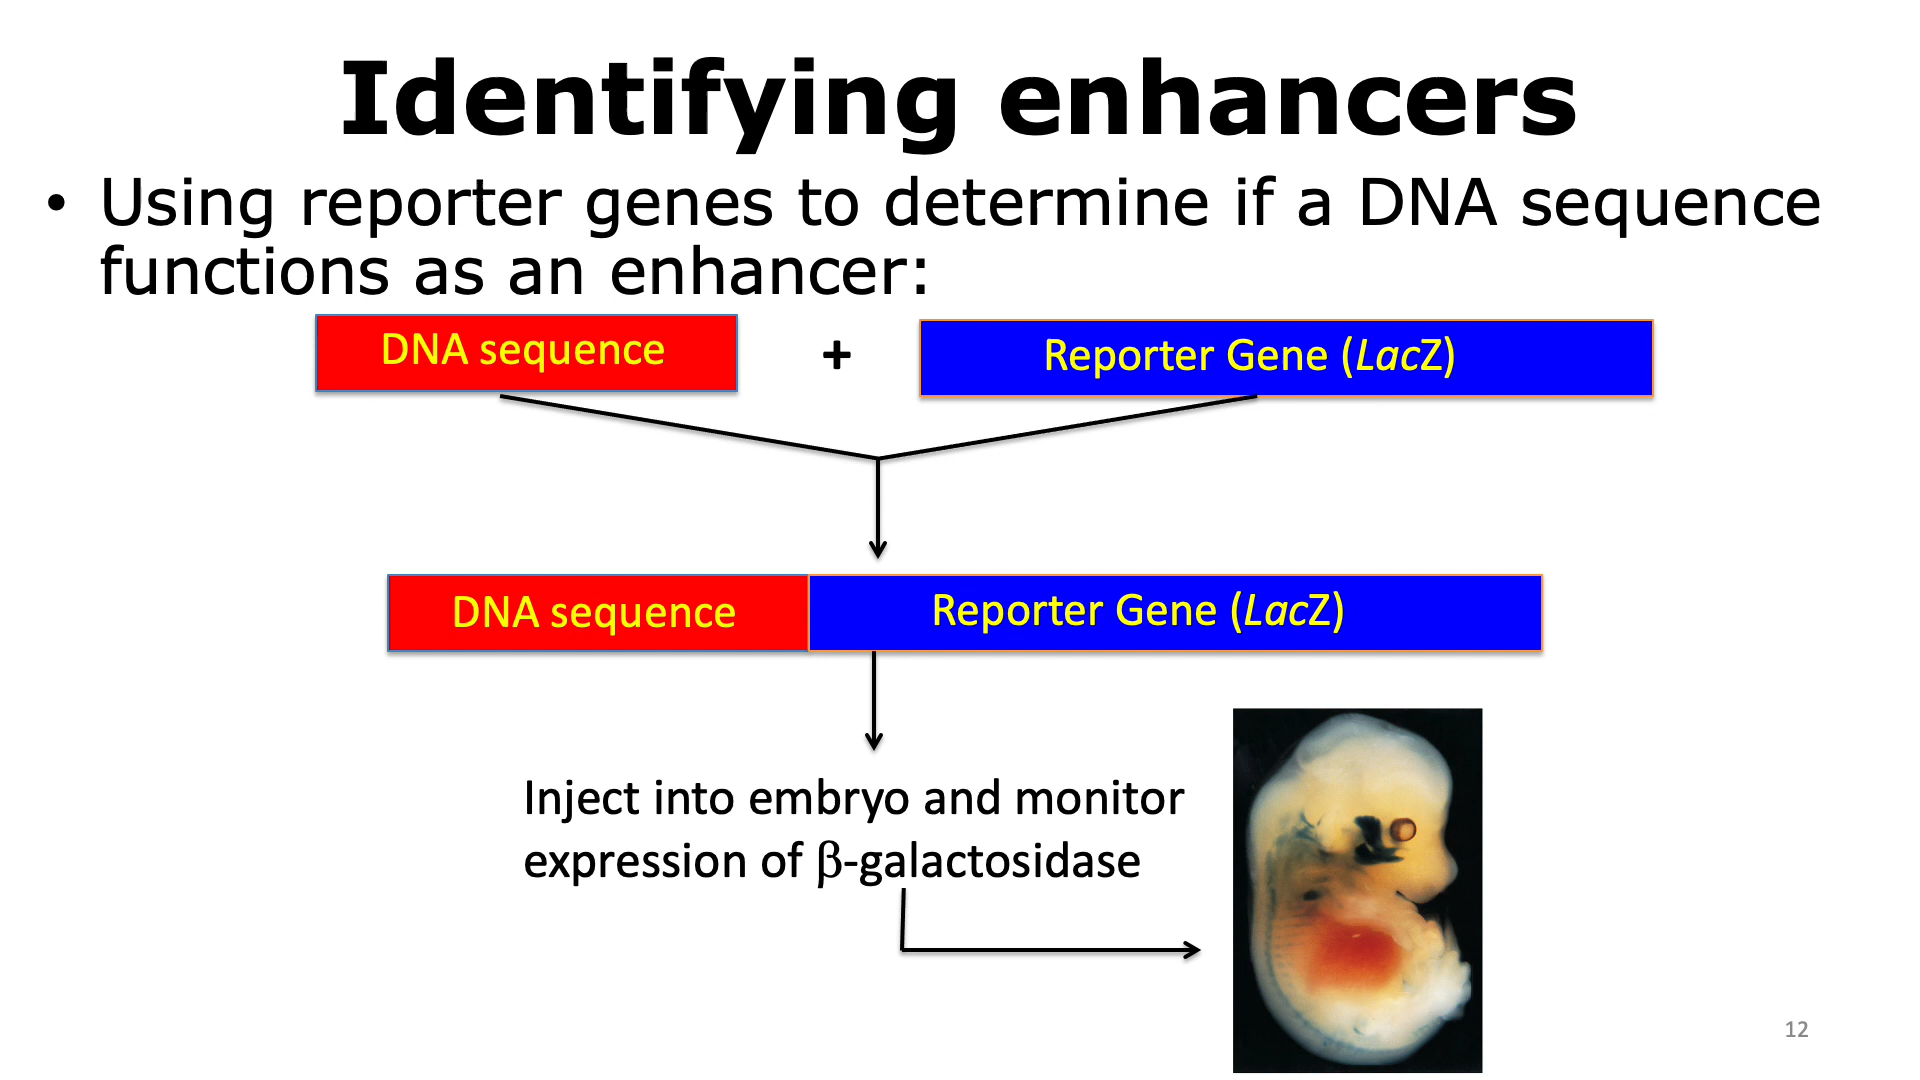 Identifying enhancers
• Using reporter genes to determine if a DNA sequence
functions as an enhancer:
DNA sequence + Reporter Gene (LacZ)
DNA sequence Reporter Gene (LacZ)
Inject into embryo and monitor
expression of β-galactosidase
12